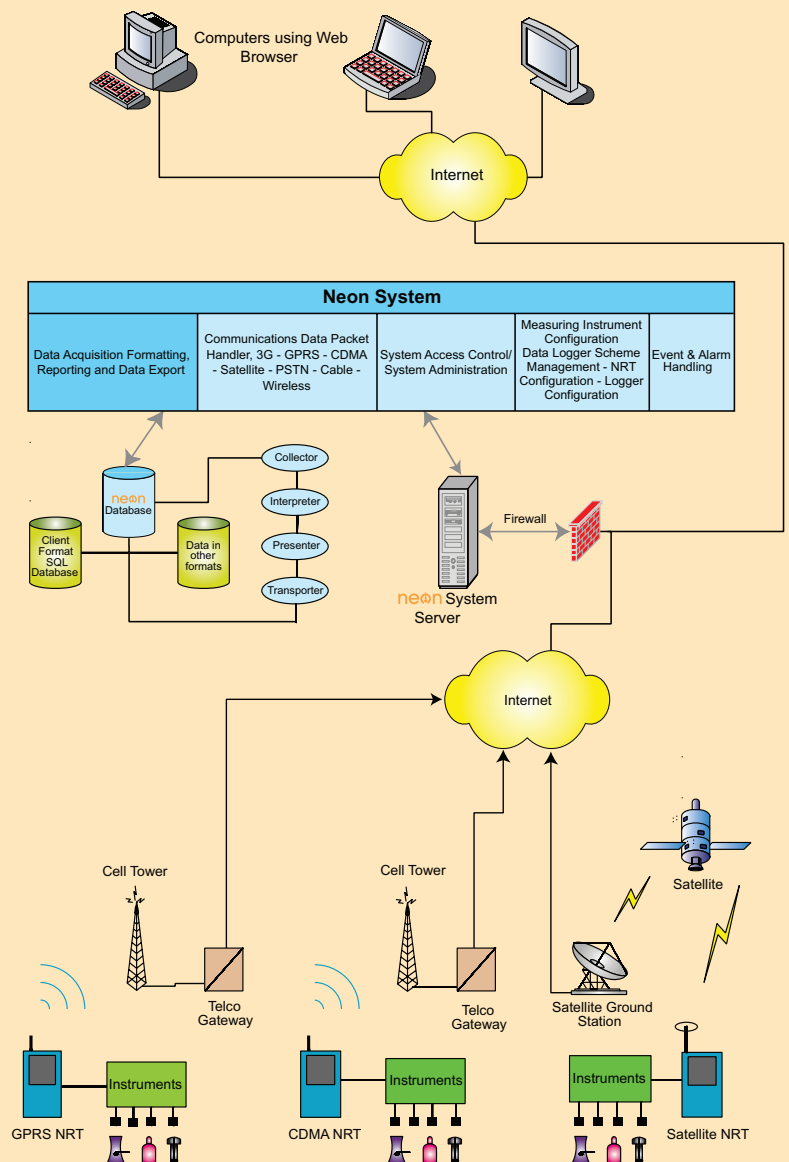 Computers using Web
Browser
Internet
Neon System
Data Acquisition Formatting,
Reporting and Data Export
Communications Data Packet
Handler, 3G - GPRS - CDMA
- Satellite - PSTN - Cable -
Wireless
System Access Control/
System Administration
Measuring Instrument
Configuration
Data Logger Scheme
Management - NRT
Configuration - Logger
Configuration
Event & Alarm
Handling
neon
Database
Client
Format
SQL
Database
Data in
other
formats
Collector
Interpreter
Presenter
Transporter
Firewall
neon System
Server
Internet
Cell Tower
Telco
Gateway
Cell Tower
Telco
Gateway
Satellite
Satellite Ground
Station
Instruments
GPRS NRT
Instruments
CDMA NRT
Instruments
Satellite NRT